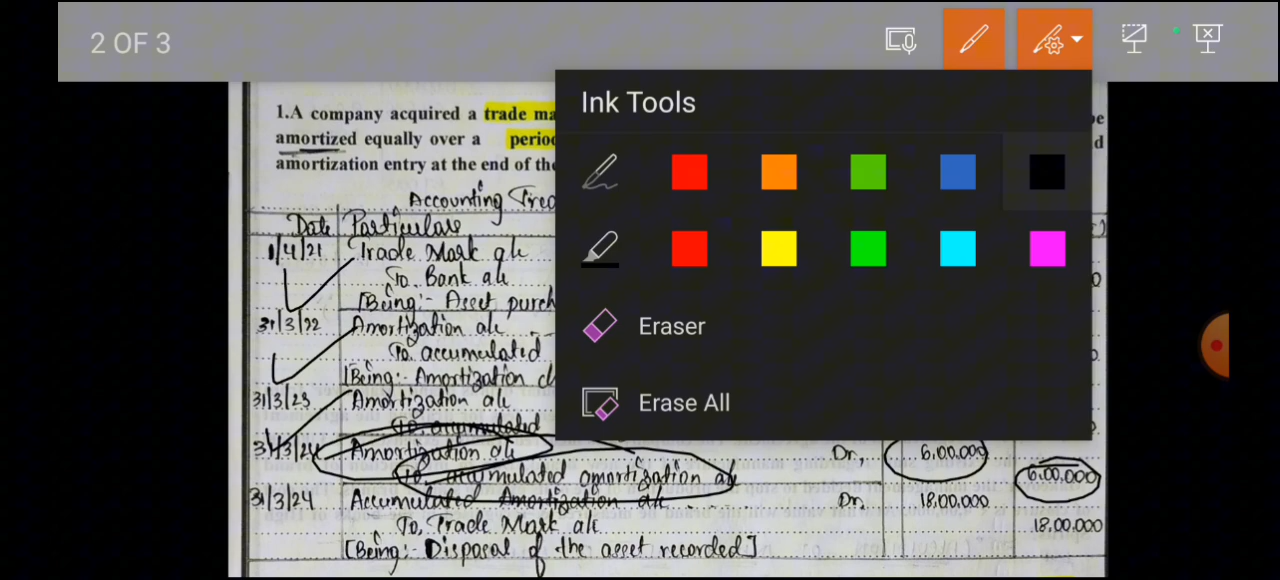 2 OF 3
Ink Tools
Eraser
Erase All
1.A company acquired a trade ma
be
amortized equally over a period
d
amortization entry at the end of the
Accounting Trea
Date Particulars
1/4/21 Trade Mark a/c
To. Bank a/c
[Being:- Asset purch
31/3/22 Amortization a/c
To. accumulated
[Being:- Amortization ch
31/3/23 Amortization a/c
To. accumulated
31/3/24 Amortization a/c Dr, 6,00,000
To. accumulated amortization a/c 6,00,000
31/3/24 Accumulated Amortization a/c Dr, 18,00,000
To, Trade Mark a/c 18,00,000
[Being:- Disposal of the asset recorded]